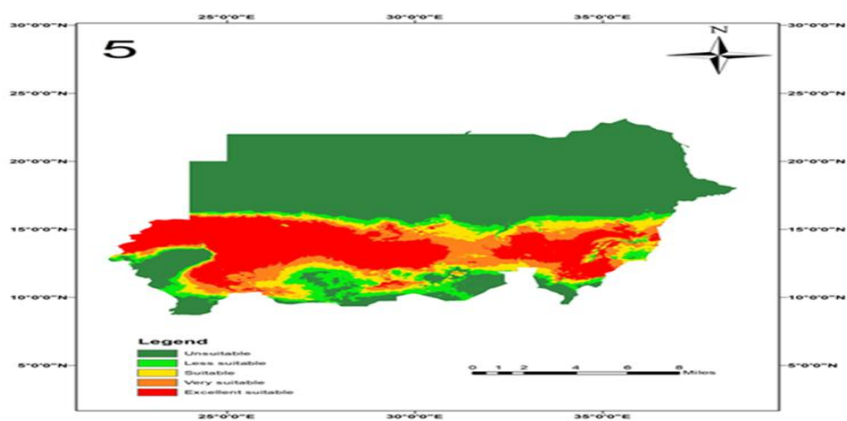 25°0'0"E 30°0'0"E 35°0'0"E
30°0'0"N 30°0'0"N
5
N
25°0'0"N 25°0'0"N
20°0'0"N 20°0'0"N
15°0'0"N 15°0'0"N
10°0'0"N 10°0'0"N
5°0'0"N 5°0'0"N
Legend
Unsuitable
Less suitable
Suitable
Very suitable
Excellent suitable
0 1 2 4 6 8
Miles
25°0'0"E 30°0'0"E 35°0'0"E